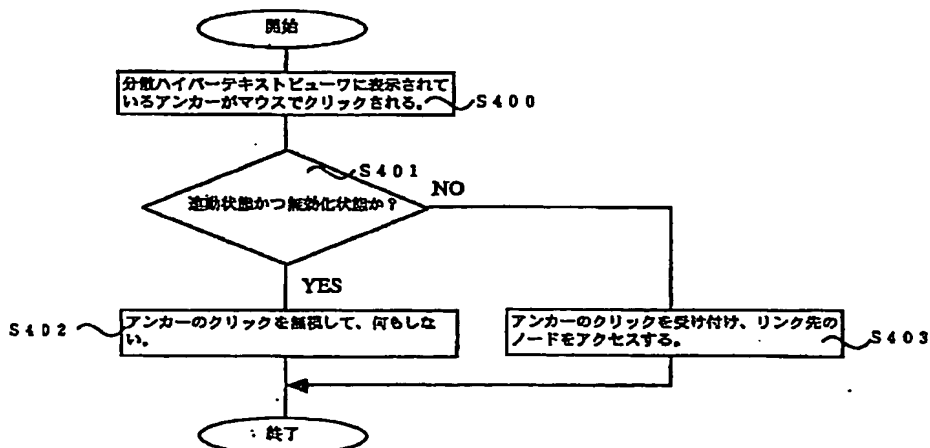 開始
分散ハイパーテキストビューワに表示されて
いるアンカーがマウスでクリックされる。
S400
S401
NO
連動状態かつ無効化状態か?
YES
S402
アンカーのクリックを無視して、何もしな
い。
アンカーのクリックを受け付け、リンク先の
ノードをアクセスする。
S403
終了